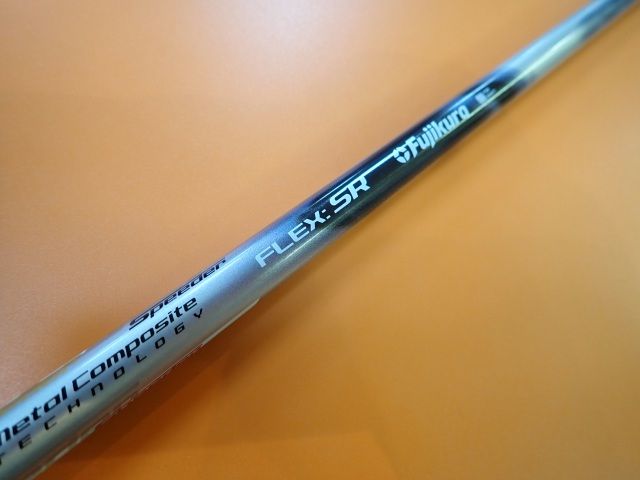 Speeder
Metal Composite
TECHNOLOGY
FLEX: SR
Fujikura